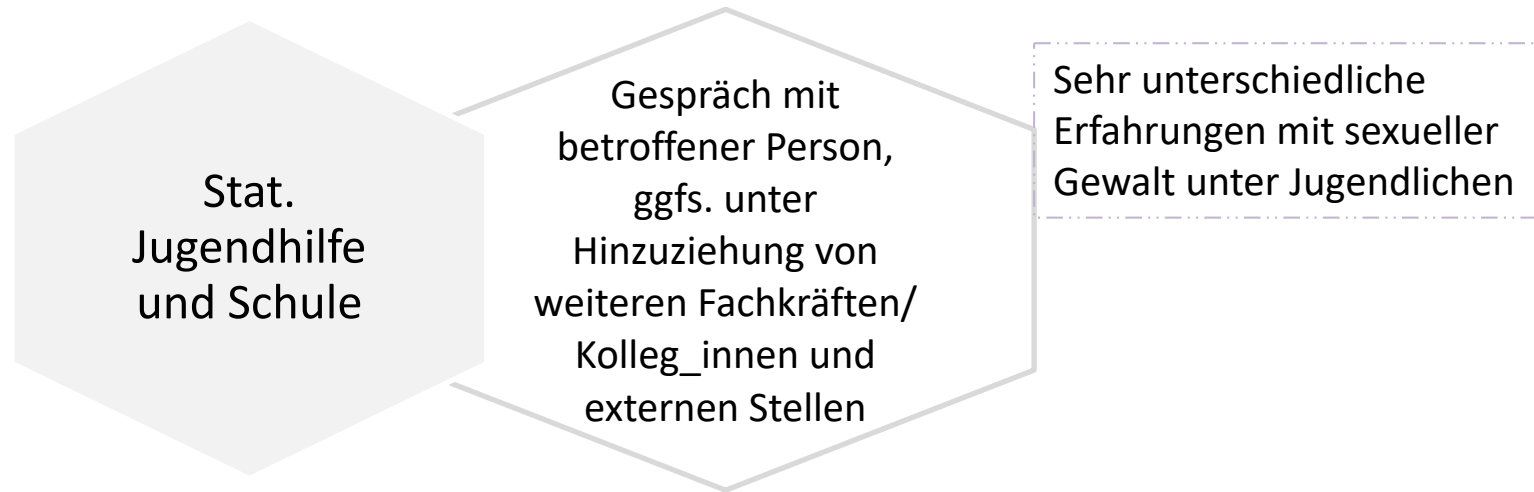 Stat.
Jugendhilfe
und Schule
Gespräch mit
betroffener Person,
ggfs. unter
Hinzuziehung von
weiteren Fachkräften/
Kolleg_innen und
externen Stellen
Sehr unterschiedliche
Erfahrungen mit sexueller
Gewalt unter Jugendlichen